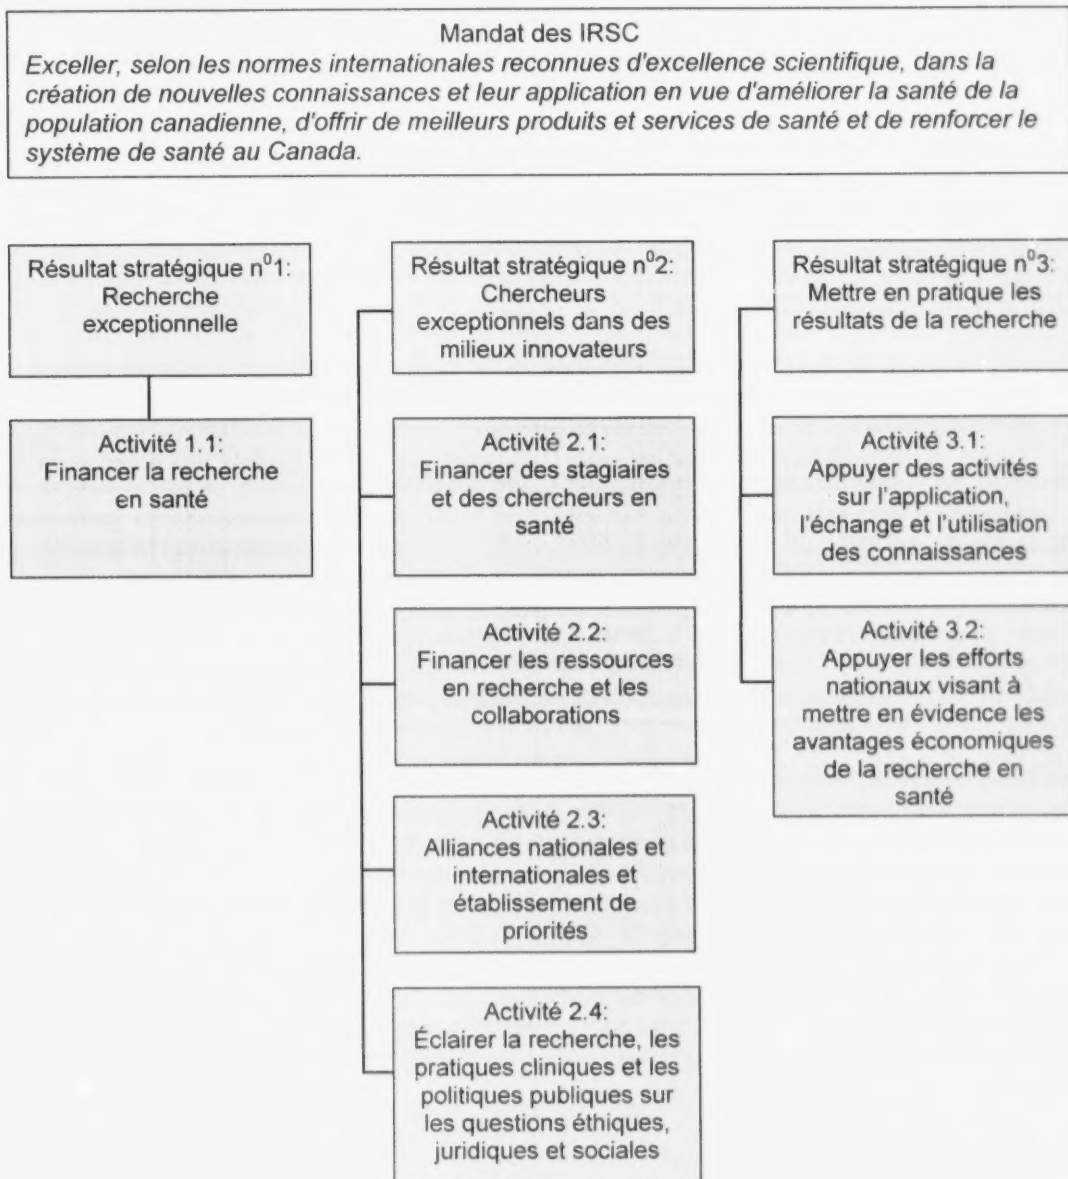 Mandat des IRSC
Exceller, selon les normes internationales reconnues d'excellence scientifique, dans la
création de nouvelles connaissances et leur application en vue d'améliorer la santé de la
population canadienne, d'offrir de meilleurs produits et services de santé et de renforcer le
système de santé au Canada.
Résultat stratégique n⁰1:
Recherche
exceptionnelle
Activité 1.1:
Financer la recherche
en santé
Résultat stratégique n⁰2:
Chercheurs
exceptionnels dans des
milieux innovateurs
Activité 2.1:
Financer des stagiaires
et des chercheurs en
santé
Activité 2.2:
Financer les ressources
en recherche et les
collaborations
Activité 2.3:
Alliances nationales et
internationales et
établissement de
priorités
Activité 2.4:
Éclairer la recherche, les
pratiques cliniques et les
politiques publiques sur
les questions éthiques,
juridiques et sociales
Résultat stratégique n⁰3:
Mettre en pratique les
résultats de la recherche
Activité 3.1:
Appuyer des activités
sur l'application,
l'échange et l'utilisation
des connaissances
Activité 3.2:
Appuyer les efforts
nationaux visant à
mettre en évidence les
avantages économiques
de la recherche en
santé